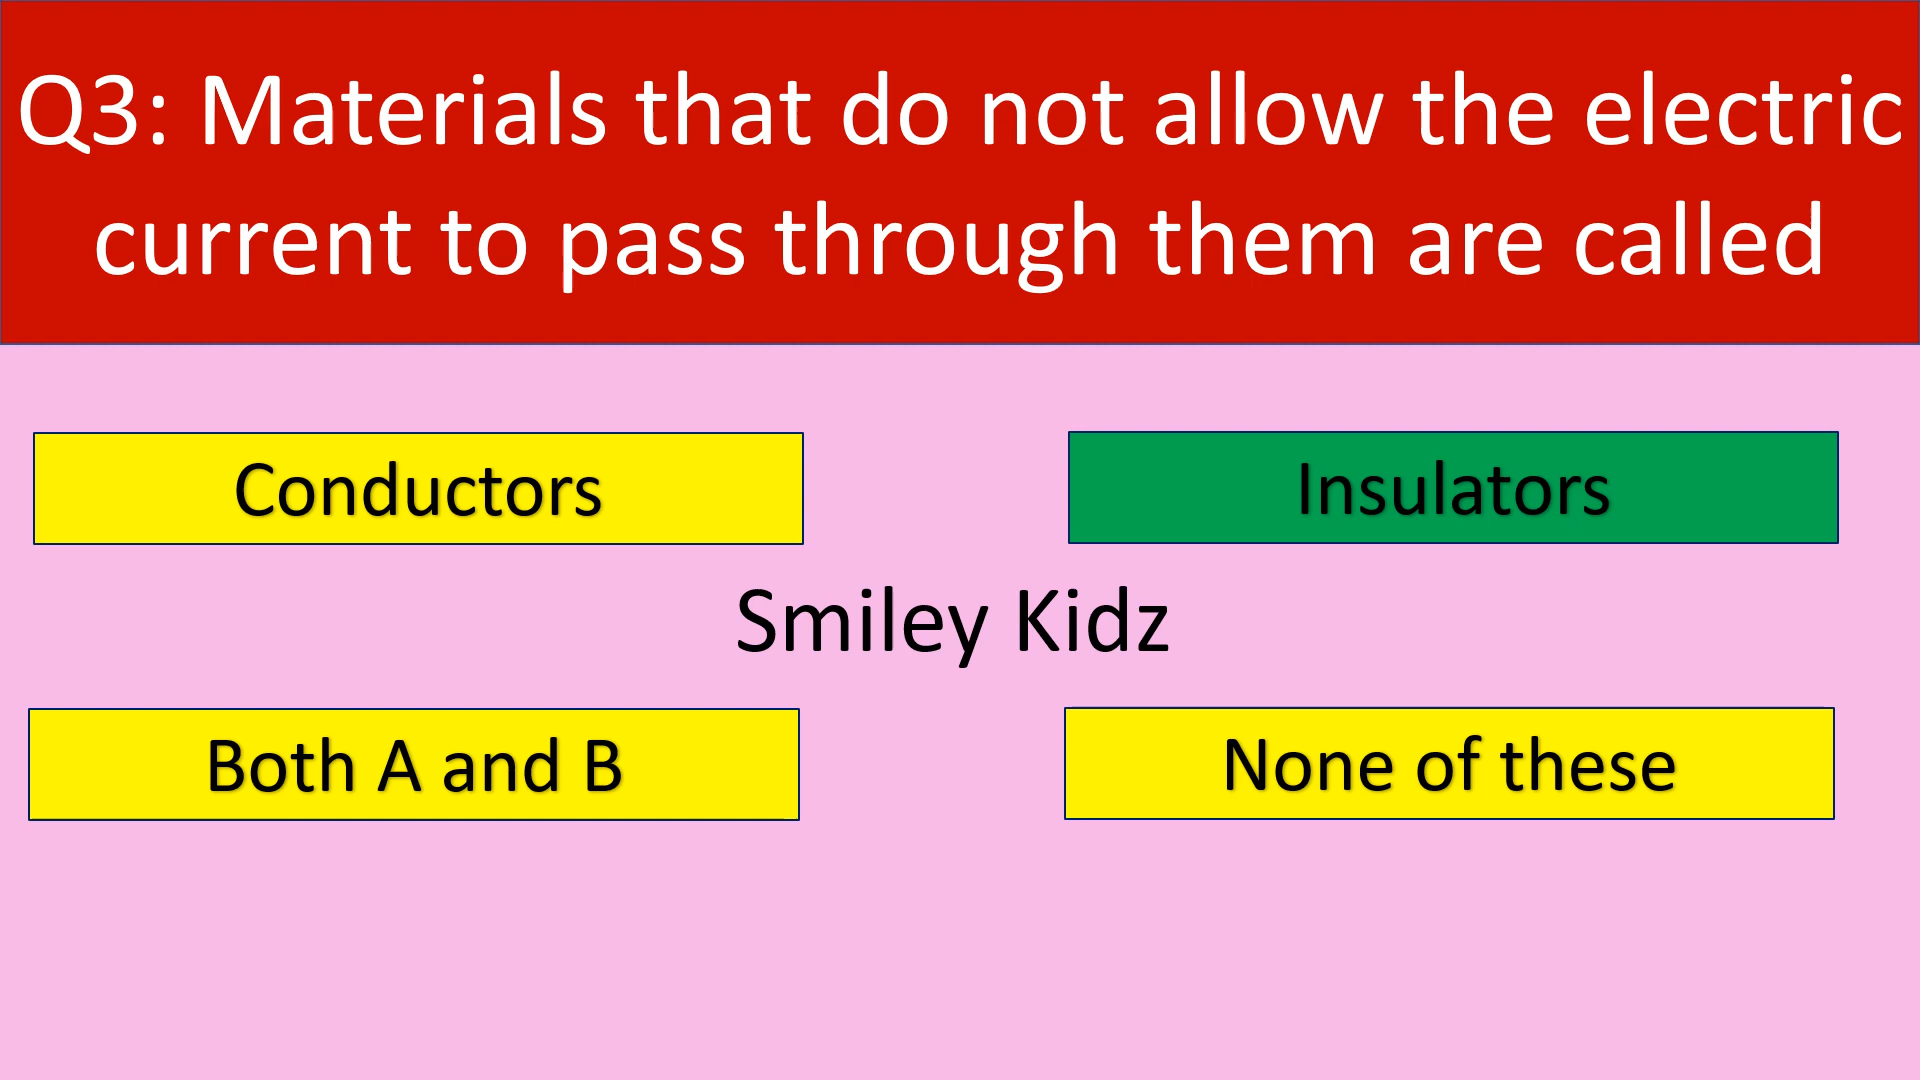 Q3: Materials that do not allow the electric
current to pass through them are called
Conductors
Insulators
Smiley Kidz
Both A and B
None of these